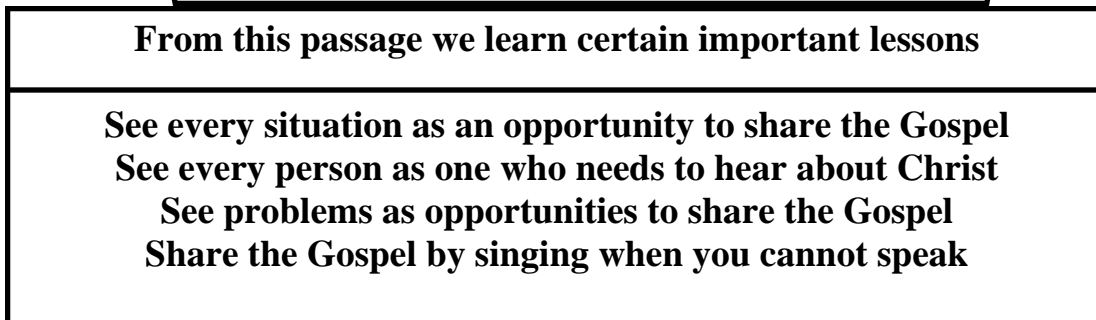 From this passage we learn certain important lessons
See every situation as an opportunity to share the Gospel
See every person as one who needs to hear about Christ
See problems as opportunities to share the Gospel
Share the Gospel by singing when you cannot speak